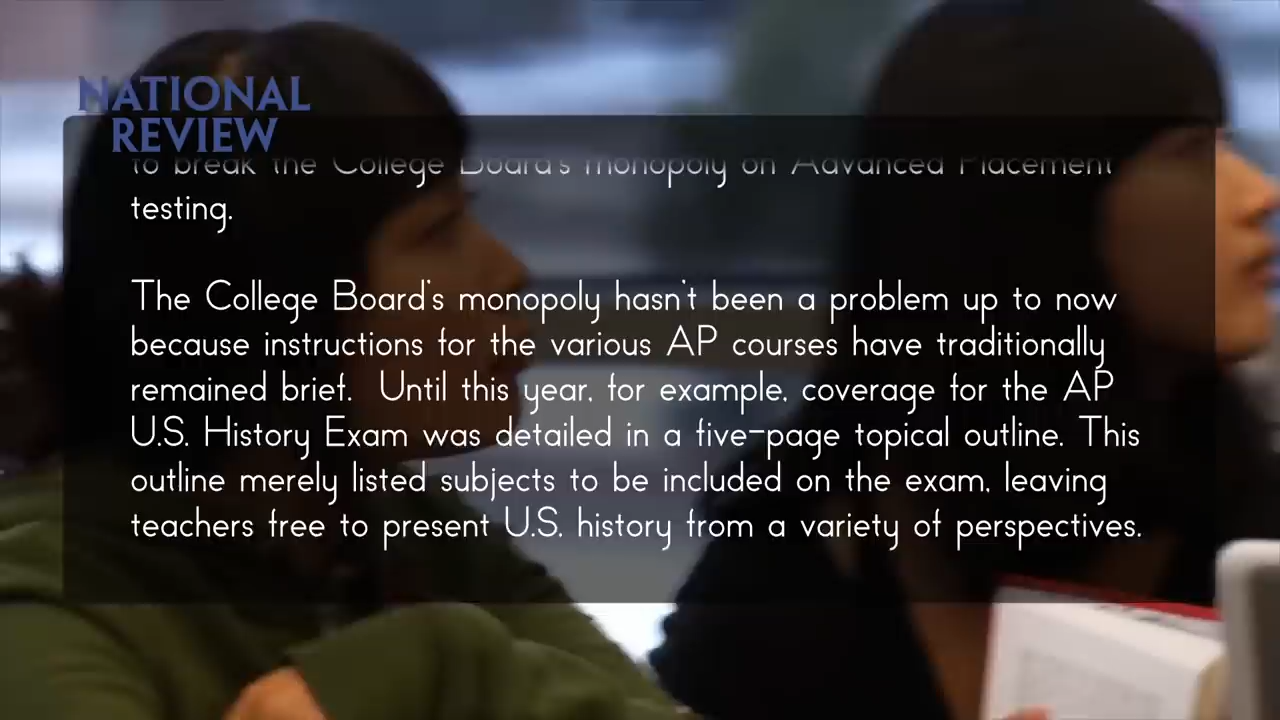 NATIONAL
REVIEW
to break the College Board's monopoly on Advanced Placement
testing.
The College Board's monopoly hasn't been a problem up to now
because instructions for the various AP courses have traditionally
remained brief. Until this year, for example, coverage for the AP
U.S. History Exam was detailed in a five-page topical outline. This
outline merely listed subjects to be included on the exam, leaving
teachers free to present U.S. history from a variety of perspectives.